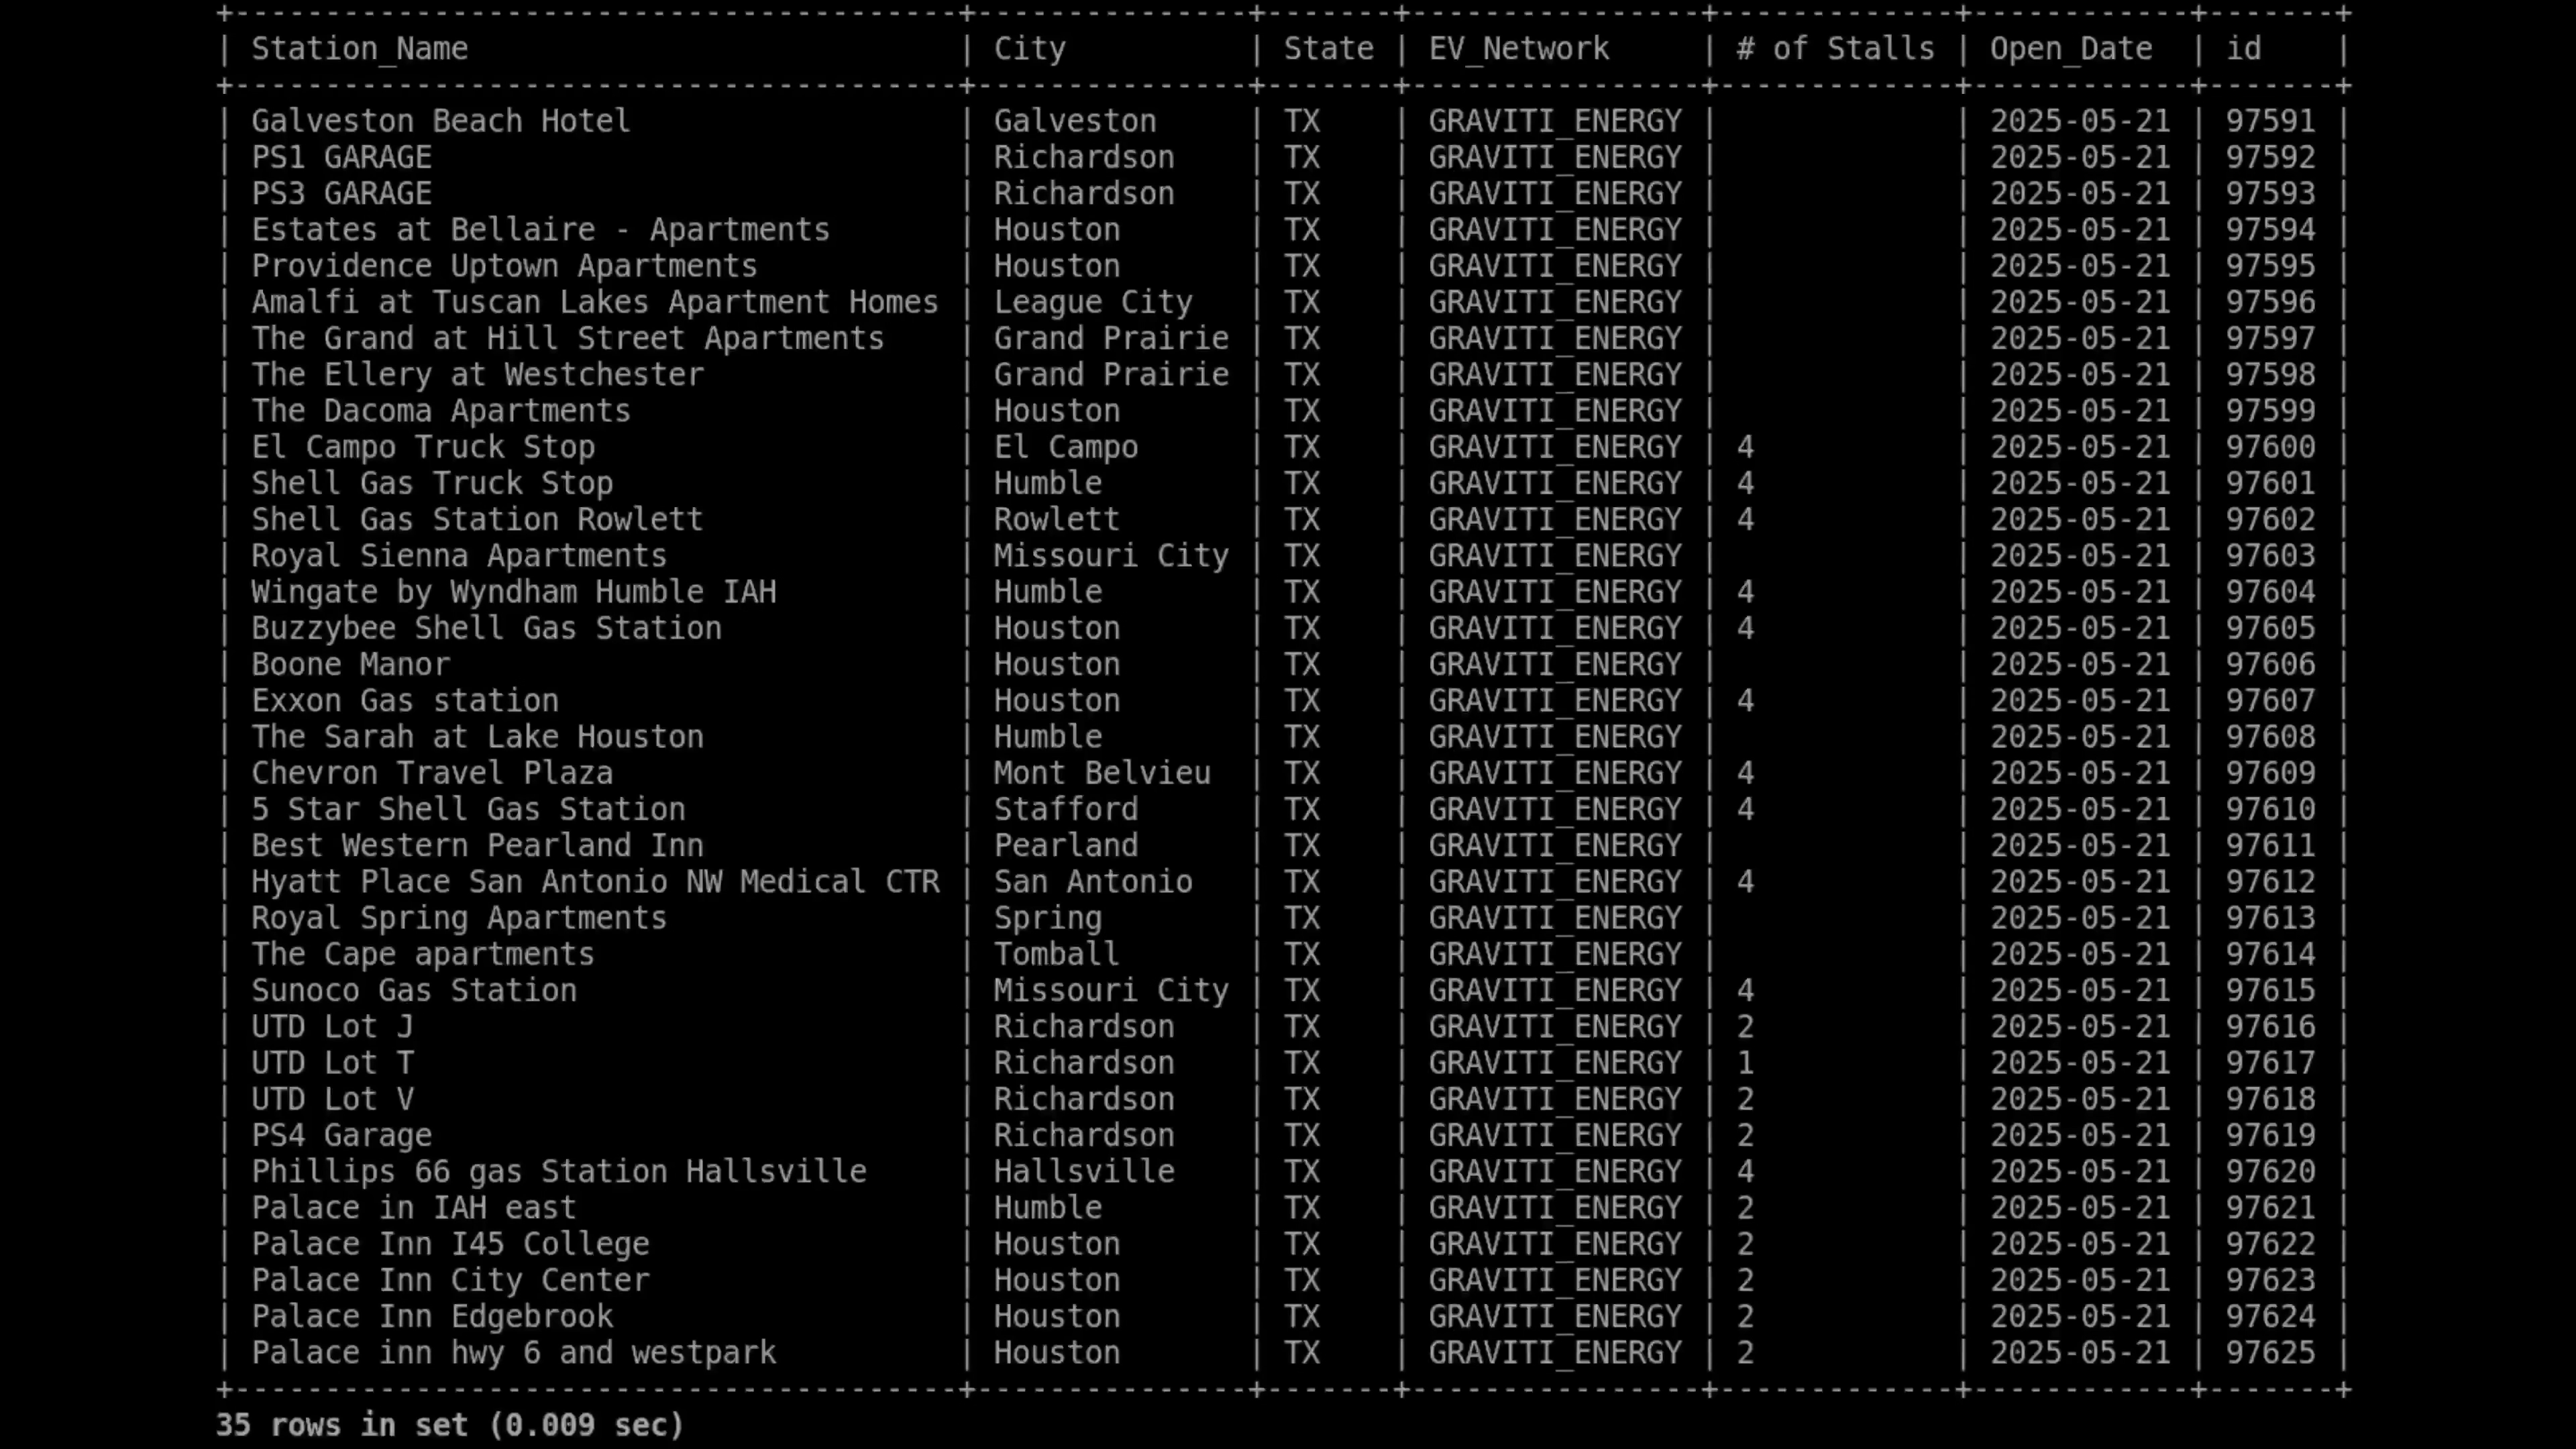 +----------------------------------------+---------------+-------+----------------+-------------+------------+-------+
| Station_Name                           | City          | State | EV_Network     | # of Stalls | Open_Date  | id    |
+----------------------------------------+---------------+-------+----------------+-------------+------------+-------+
| Galveston Beach Hotel                  | Galveston     | TX    | GRAVITI_ENERGY |             | 2025-05-21 | 97591 |
| PS1 GARAGE                             | Richardson    | TX    | GRAVITI_ENERGY |             | 2025-05-21 | 97592 |
| PS3 GARAGE                             | Richardson    | TX    | GRAVITI_ENERGY |             | 2025-05-21 | 97593 |
| Estates at Bellaire - Apartments       | Houston       | TX    | GRAVITI_ENERGY |             | 2025-05-21 | 97594 |
| Providence Uptown Apartments           | Houston       | TX    | GRAVITI_ENERGY |             | 2025-05-21 | 97595 |
| Amalfi at Tuscan Lakes Apartment Homes | League City   | TX    | GRAVITI_ENERGY |             | 2025-05-21 | 97596 |
| The Grand at Hill Street Apartments    | Grand Prairie | TX    | GRAVITI_ENERGY |             | 2025-05-21 | 97597 |
| The Ellery at Westchester              | Grand Prairie | TX    | GRAVITI_ENERGY |             | 2025-05-21 | 97598 |
| The Dacoma Apartments                  | Houston       | TX    | GRAVITI_ENERGY |             | 2025-05-21 | 97599 |
| El Campo Truck Stop                    | El Campo      | TX    | GRAVITI_ENERGY | 4           | 2025-05-21 | 97600 |
| Shell Gas Truck Stop                   | Humble        | TX    | GRAVITI_ENERGY | 4           | 2025-05-21 | 97601 |
| Shell Gas Station Rowlett              | Rowlett       | TX    | GRAVITI_ENERGY | 4           | 2025-05-21 | 97602 |
| Royal Sienna Apartments                | Missouri City | TX    | GRAVITI_ENERGY |             | 2025-05-21 | 97603 |
| Wingate by Wyndham Humble IAH          | Humble        | TX    | GRAVITI_ENERGY | 4           | 2025-05-21 | 97604 |
| Buzzybee Shell Gas Station             | Houston       | TX    | GRAVITI_ENERGY | 4           | 2025-05-21 | 97605 |
| Boone Manor                            | Houston       | TX    | GRAVITI_ENERGY |             | 2025-05-21 | 97606 |
| Exxon Gas station                      | Houston       | TX    | GRAVITI_ENERGY | 4           | 2025-05-21 | 97607 |
| The Sarah at Lake Houston              | Humble        | TX    | GRAVITI_ENERGY |             | 2025-05-21 | 97608 |
| Chevron Travel Plaza                   | Mont Belvieu  | TX    | GRAVITI_ENERGY | 4           | 2025-05-21 | 97609 |
| 5 Star Shell Gas Station               | Stafford      | TX    | GRAVITI_ENERGY | 4           | 2025-05-21 | 97610 |
| Best Western Pearland Inn              | Pearland      | TX    | GRAVITI_ENERGY |             | 2025-05-21 | 97611 |
| Hyatt Place San Antonio NW Medical CTR | San Antonio   | TX    | GRAVITI_ENERGY | 4           | 2025-05-21 | 97612 |
| Royal Spring Apartments                | Spring        | TX    | GRAVITI_ENERGY |             | 2025-05-21 | 97613 |
| The Cape apartments                    | Tomball       | TX    | GRAVITI_ENERGY |             | 2025-05-21 | 97614 |
| Sunoco Gas Station                     | Missouri City | TX    | GRAVITI_ENERGY | 4           | 2025-05-21 | 97615 |
| UTD Lot J                              | Richardson    | TX    | GRAVITI_ENERGY | 2           | 2025-05-21 | 97616 |
| UTD Lot T                              | Richardson    | TX    | GRAVITI_ENERGY | 1           | 2025-05-21 | 97617 |
| UTD Lot V                              | Richardson    | TX    | GRAVITI_ENERGY | 2           | 2025-05-21 | 97618 |
| PS4 Garage                             | Richardson    | TX    | GRAVITI_ENERGY | 2           | 2025-05-21 | 97619 |
| Phillips 66 gas Station Hallsville     | Hallsville    | TX    | GRAVITI_ENERGY | 4           | 2025-05-21 | 97620 |
| Palace in IAH east                     | Humble        | TX    | GRAVITI_ENERGY | 2           | 2025-05-21 | 97621 |
| Palace Inn I45 College                 | Houston       | TX    | GRAVITI_ENERGY | 2           | 2025-05-21 | 97622 |
| Palace Inn City Center                 | Houston       | TX    | GRAVITI_ENERGY | 2           | 2025-05-21 | 97623 |
| Palace Inn Edgebrook                   | Houston       | TX    | GRAVITI_ENERGY | 2           | 2025-05-21 | 97624 |
| Palace inn hwy 6 and westpark          | Houston       | TX    | GRAVITI_ENERGY | 2           | 2025-05-21 | 97625 |
+----------------------------------------+---------------+-------+----------------+-------------+------------+-------+
35 rows in set (0.009 sec)